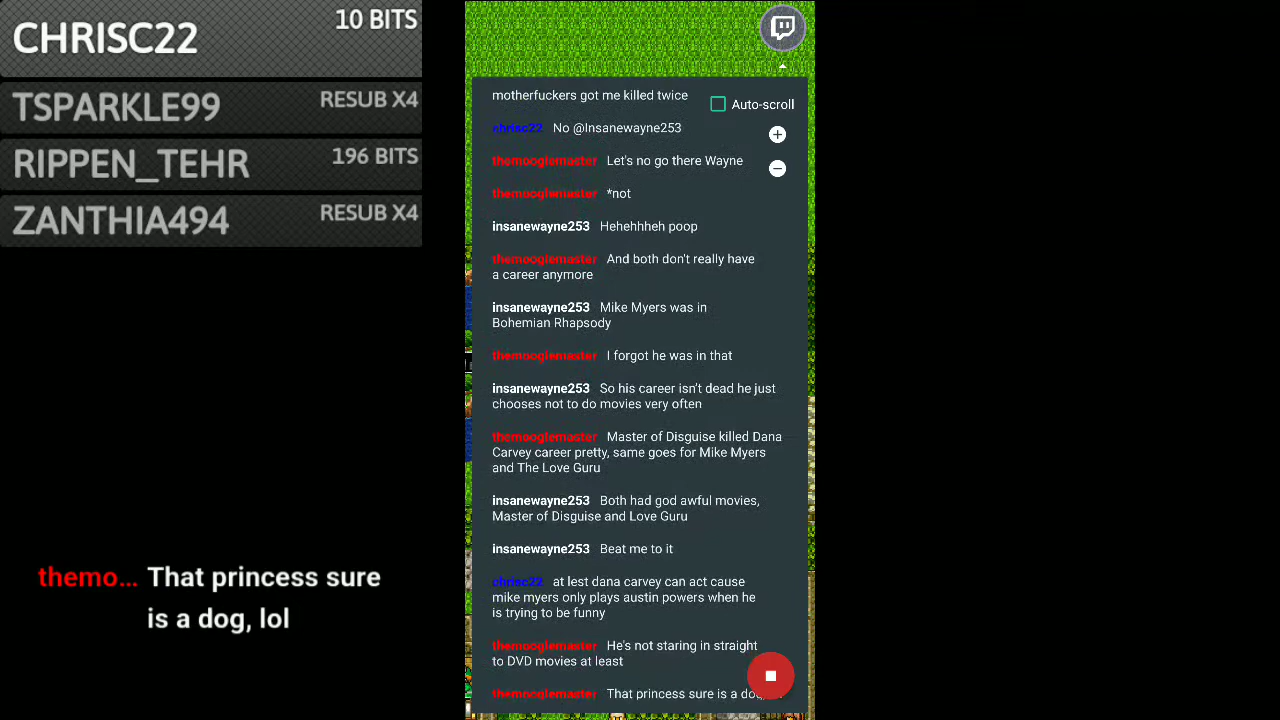 CHRISC22 10 BITS
TSPARKLE99 RESUB X4
RIPPEN_TEHR 196 BITS
ZANTHIA494 RESUB X4
themo... That princess sure
is a dog, lol
motherfuckers got me killed twice
Auto-scroll
chrisc22 No @Insanewayne253
themooglemaster Let's no go there Wayne
themooglemaster *not
insanewayne253 Hehehhheh poop
themooglemaster And both don't really have
a career anymore
insanewayne253 Mike Myers was in
Bohemian Rhapsody
themooglemaster I forgot he was in that
insanewayne253 So his career isn't dead he just
chooses not to do movies very often
themooglemaster Master of Disguise killed Dana
Carvey career pretty, same goes for Mike Myers
and The Love Guru
insanewayne253 Both had god awful movies,
Master of Disguise and Love Guru
insanewayne253 Beat me to it
chrisc22 at lest dana carvey can act cause
mike myers only plays austin powers when he
is trying to be funny
themooglemaster He's not staring in straight
to DVD movies at least
themooglemaster That princess sure is a dog,